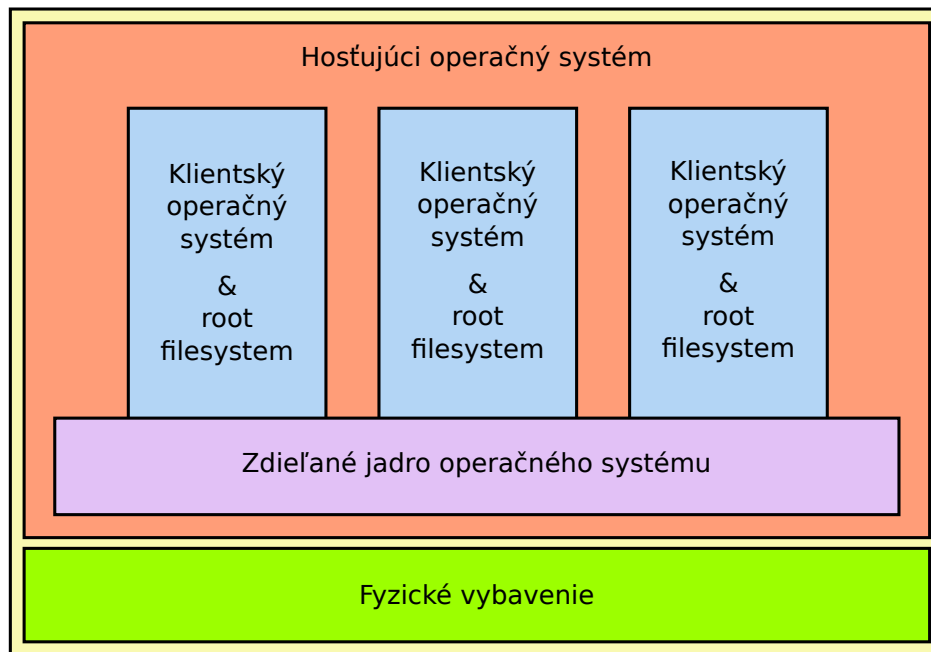 Hosťujúci operačný systém
Klientský
operačný
systém
&
root
filesystem
Klientský
operačný
systém
&
root
filesystem
Klientský
operačný
systém
&
root
filesystem
Zdieľané jadro operačného systému
Fyzické vybavenie